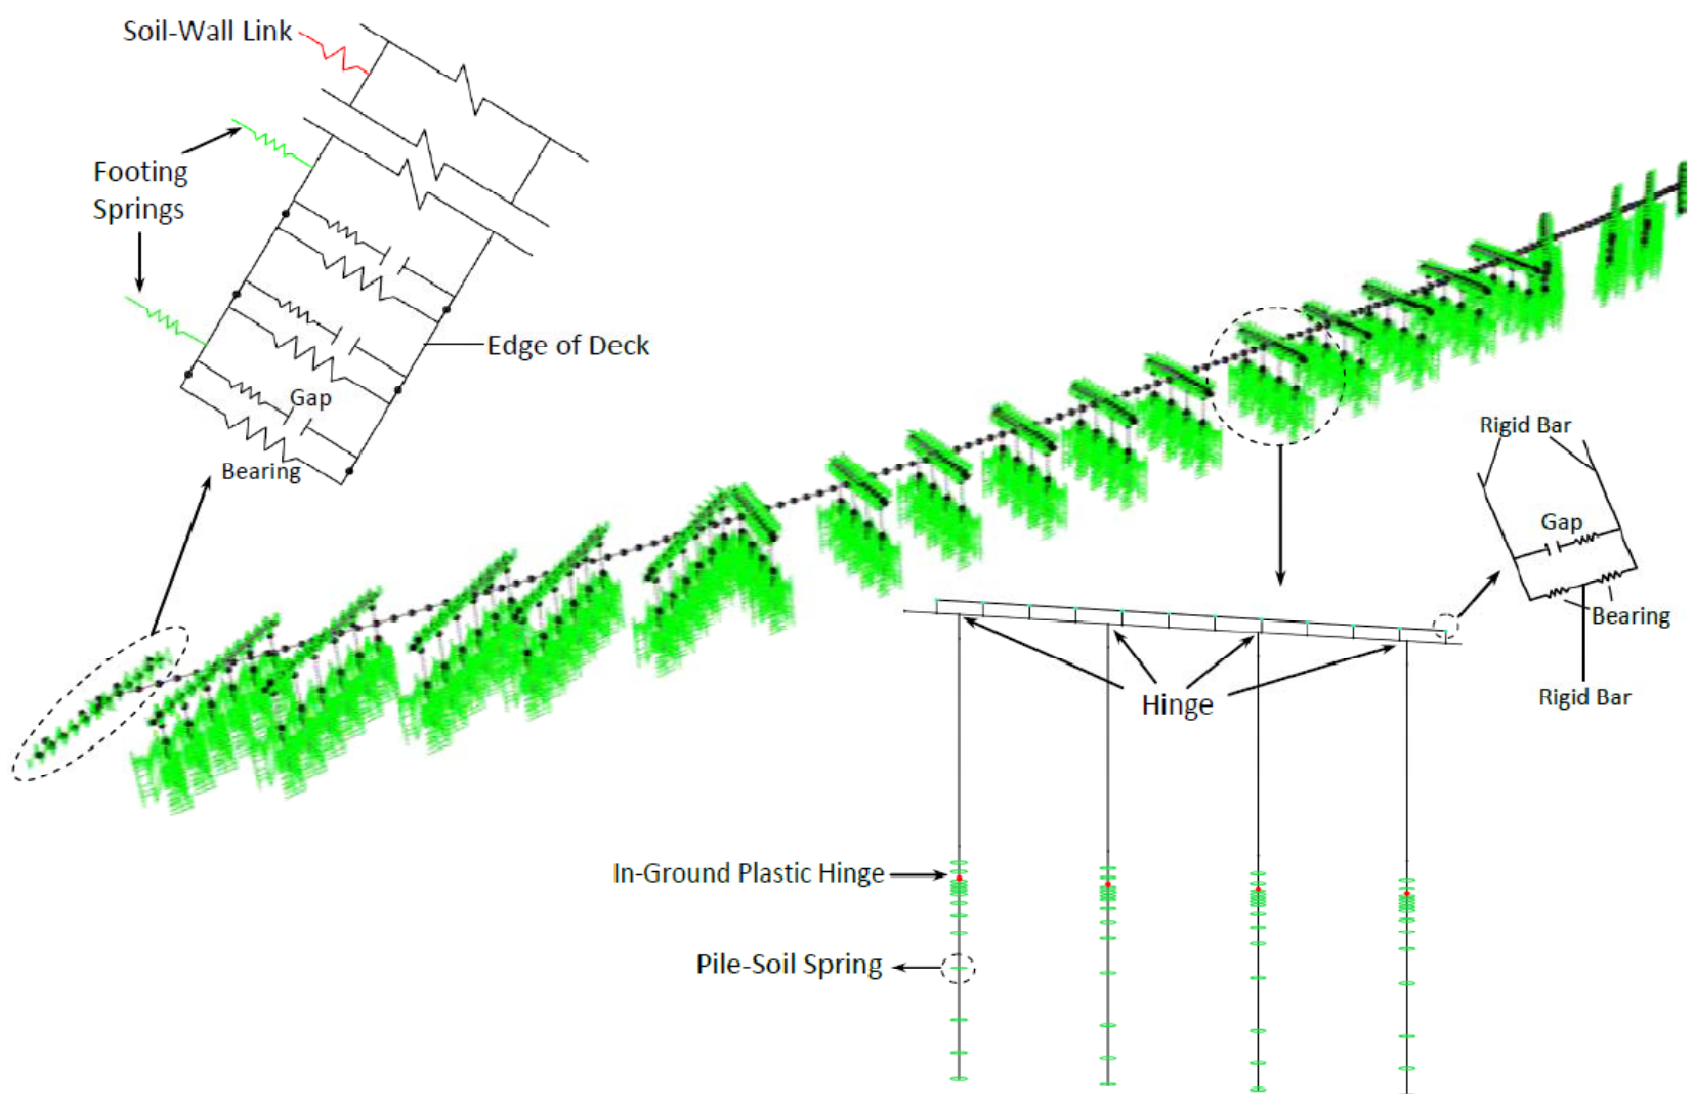 Soil-Wall Link
Footing
Springs
Edge of Deck
Gap
Bearing
Rigid Bar
Gap
Bearing
Rigid Bar
Hinge
In-Ground Plastic Hinge
Pile-Soil Spring